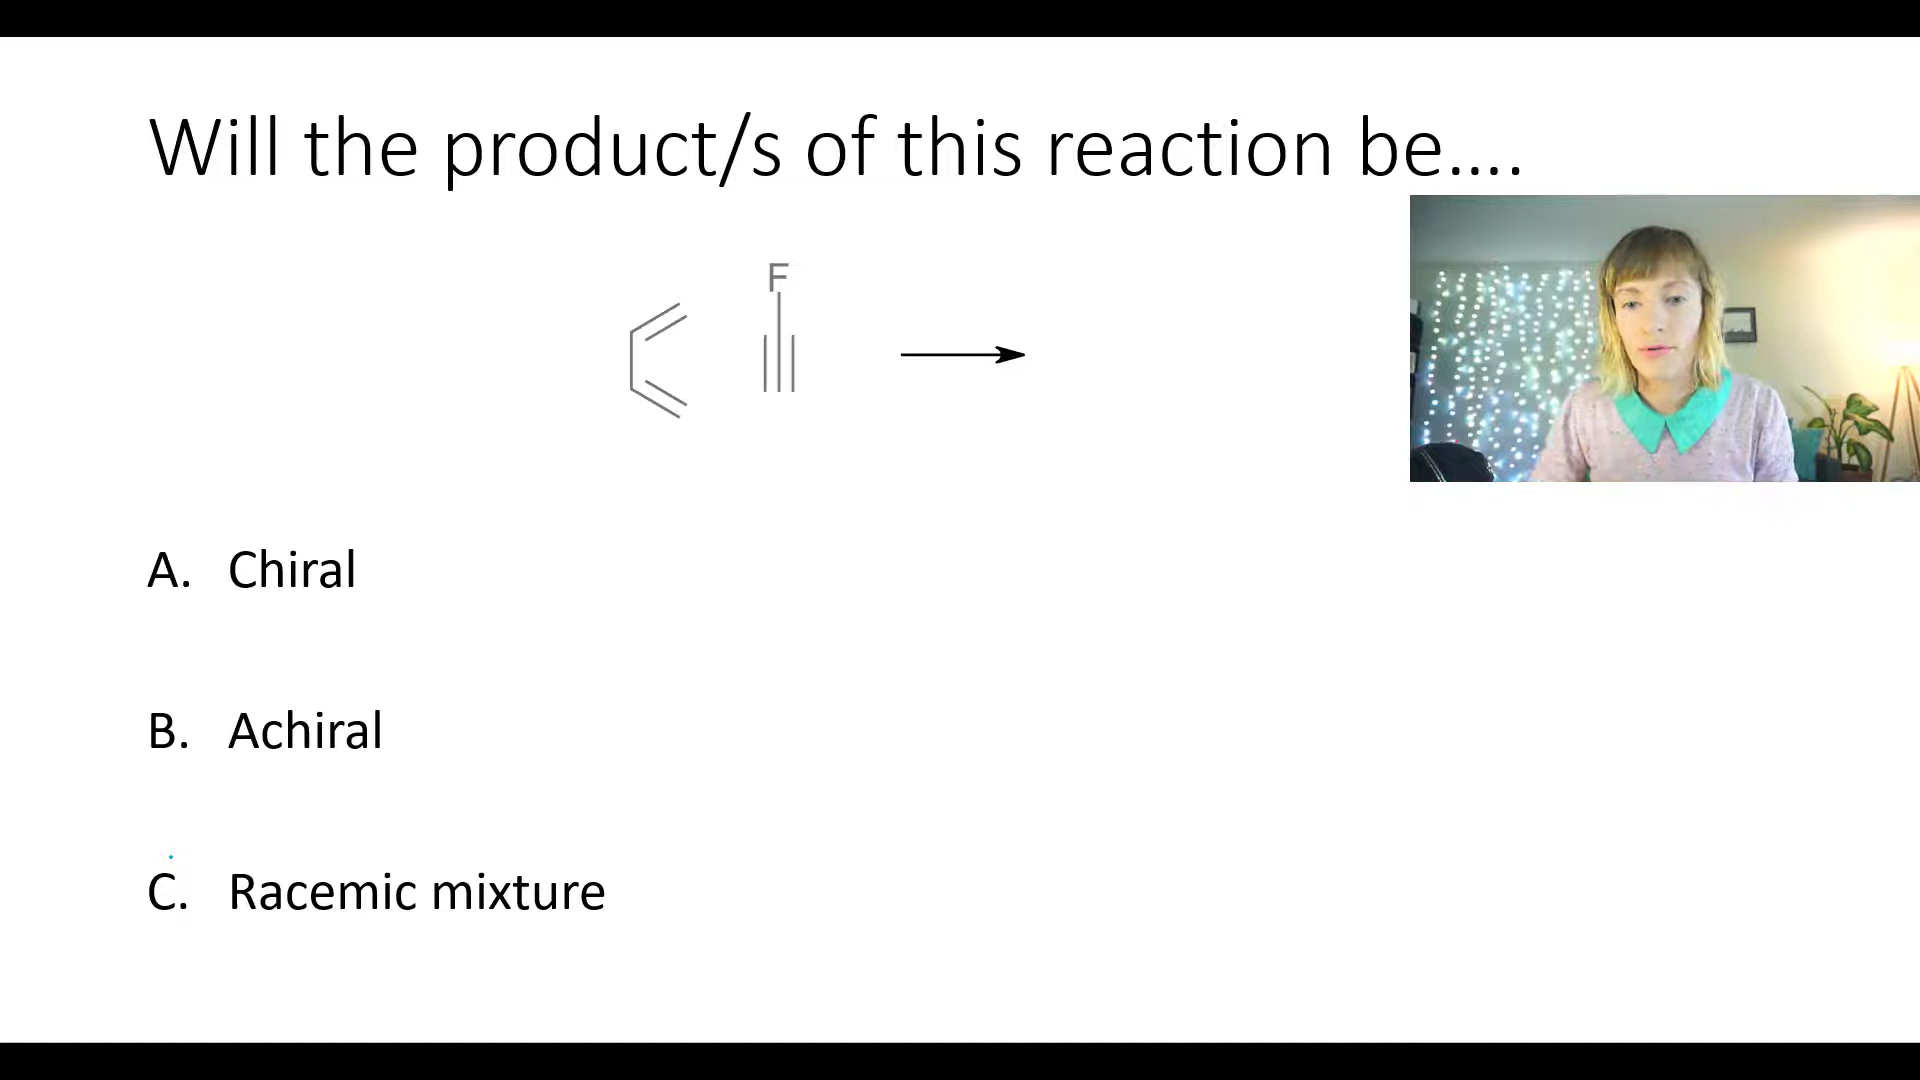 Will the product/s of this reaction be....
F
A. Chiral
B. Achiral
C. Racemic mixture